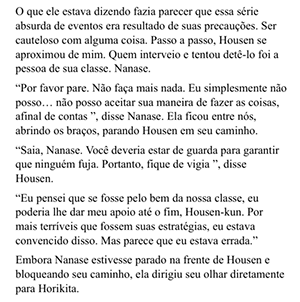 O que ele estava dizendo fazia parecer que essa série
absurda de eventos era resultado de suas precauções. Ser
cauteloso com alguma coisa. Passo a passo, Housen se
aproximou de mim. Quem interveio e tentou detê-lo foi a
pessoa de sua classe. Nanase.
“Por favor pare. Não faça mais nada. Eu simplesmente não
posso… não posso aceitar sua maneira de fazer as coisas,
afinal de contas ”, disse Nanase. Ela ficou entre nós,
abrindo os braços, parando Housen em seu caminho.
“Saia, Nanase. Você deveria estar de guarda para garantir
que ninguém fuja. Portanto, fique de vigia ”, disse
Housen.
“Eu pensei que se fosse pelo bem da nossa classe, eu
poderia lhe dar meu apoio até o fim, Housen-kun. Por
mais terríveis que fossem suas estratégias, eu estava
convencido disso. Mas parece que eu estava errada.”
Embora Nanase estivesse parado na frente de Housen e
bloqueando seu caminho, ela dirigiu seu olhar diretamente
para Horikita.